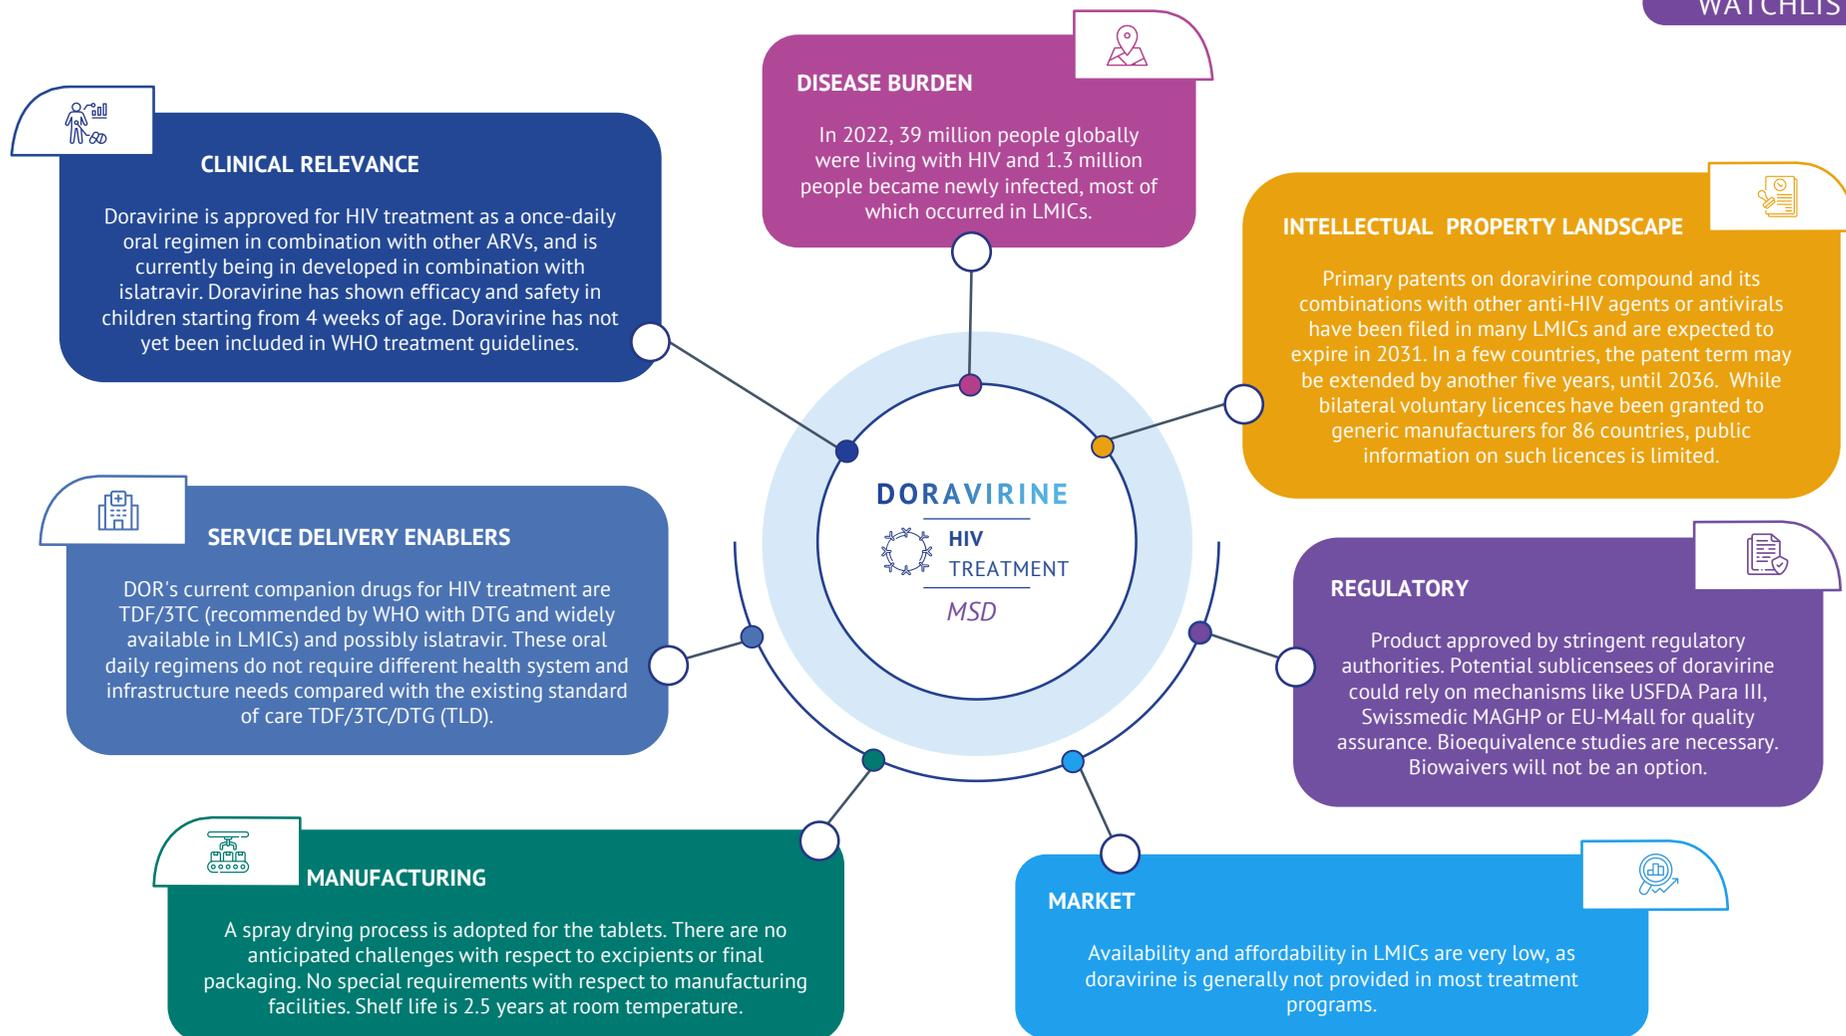 WATCHLIS
DISEASE BURDEN
In 2022, 39 million people globally
were living with HIV and 1.3 million
people became newly infected, most of
which occurred in LMICs.
CLINICAL RELEVANCE
Doravirine is approved for HIV treatment as a once-daily
oral regimen in combination with other ARVs, and is
currently being in developed in combination with
islatravir. Doravirine has shown efficacy and safety in
children starting from 4 weeks of age. Doravirine has not
yet been included in WHO treatment guidelines.
INTELLECTUAL  PROPERTY LANDSCAPE
Primary patents on doravirine compound and its
combinations with other anti-HIV agents or antivirals
have been filed in many LMICs and are expected to
expire in 2031. In a few countries, the patent term may
be extended by another five years, until 2036.  While
bilateral voluntary licences have been granted to
generic manufacturers for 86 countries, public
information on such licences is limited.
DORAVIRINE
HIV
TREATMENT
MSD
SERVICE DELIVERY ENABLERS
DOR's current companion drugs for HIV treatment are
TDF/3TC (recommended by WHO with DTG and widely
available in LMICs) and possibly islatravir. These oral
daily regimens do not require different health system and
infrastructure needs compared with the existing standard
of care TDF/3TC/DTG (TLD).
REGULATORY
Product approved by stringent regulatory
authorities. Potential sublicensees of doravirine
could rely on mechanisms like USFDA Para III,
Swissmedic MAGHP or EU-M4all for quality
assurance. Bioequivalence studies are necessary.
Biowaivers will not be an option.
MANUFACTURING
A spray drying process is adopted for the tablets. There are no
anticipated challenges with respect to excipients or final
packaging. No special requirements with respect to manufacturing
facilities. Shelf life is 2.5 years at room temperature.
MARKET
Availability and affordability in LMICs are very low, as
doravirine is generally not provided in most treatment
programs.